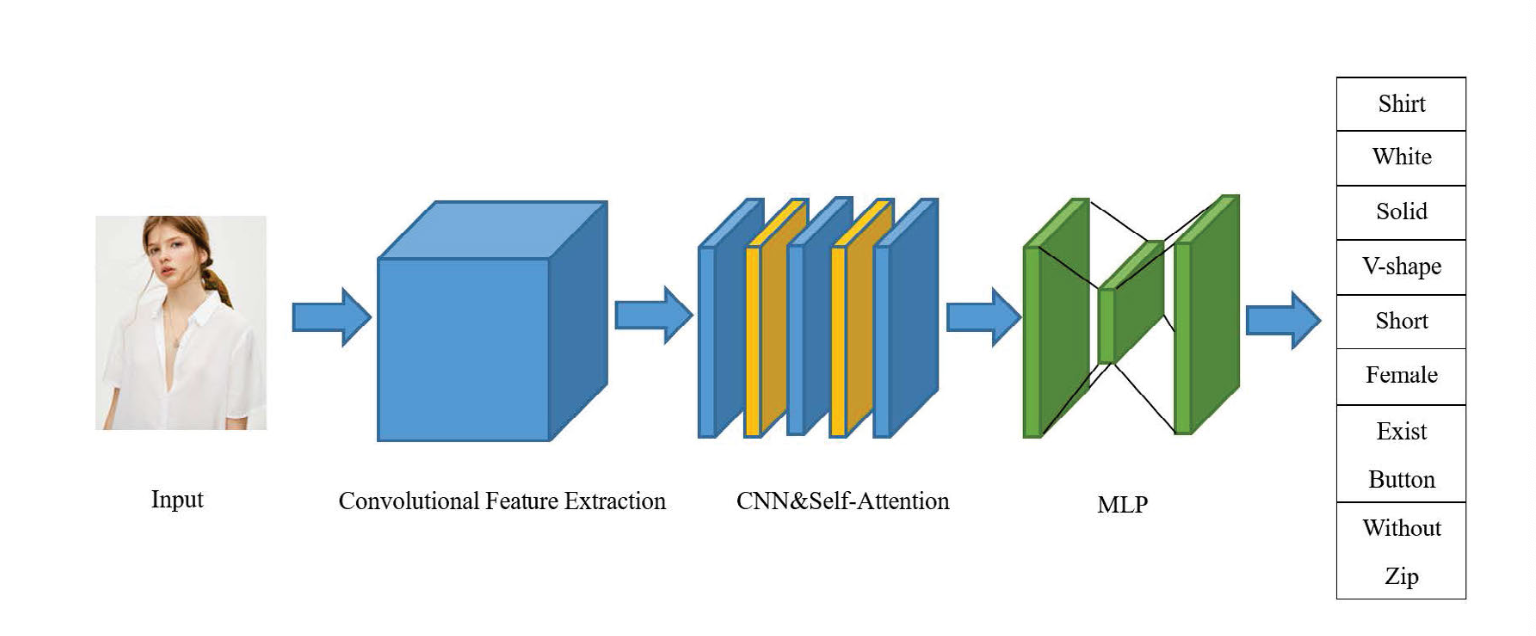 Input
Convolutional Feature Extraction
CNN&Self-Attention
MLP
Shirt
White
Solid
V-shape
Short
Female
Exist
Button
Without
Zip